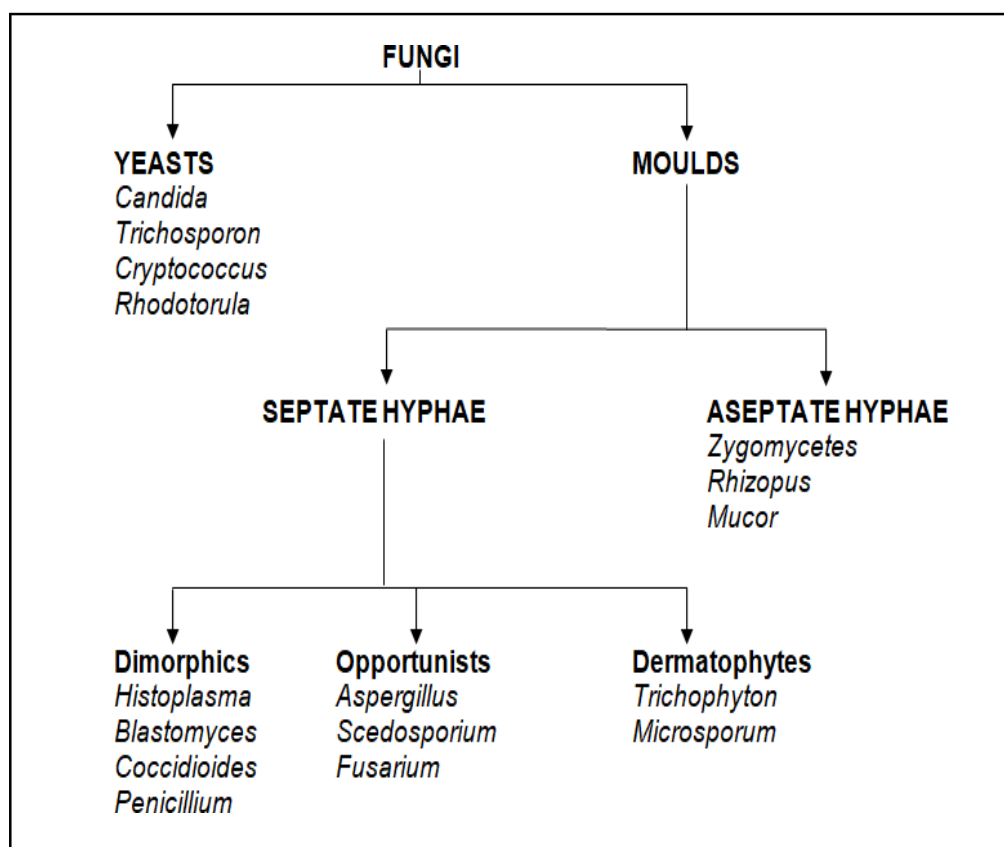 FUNGI
YEASTS
Candida
Trichosporon
Cryptococcus
Rhodotorula
MOULDS
SEPTATE HYPHAE
ASEPTATE HYPHAE
Zygomycetes
Rhizopus
Mucor
Dimorphics
Histoplasma
Blastomyces
Coccidioides
Penicillium
Opportunists
Aspergillus
Scedosporium
Fusarium
Dermatophytes
Trichophyton
Microsporum